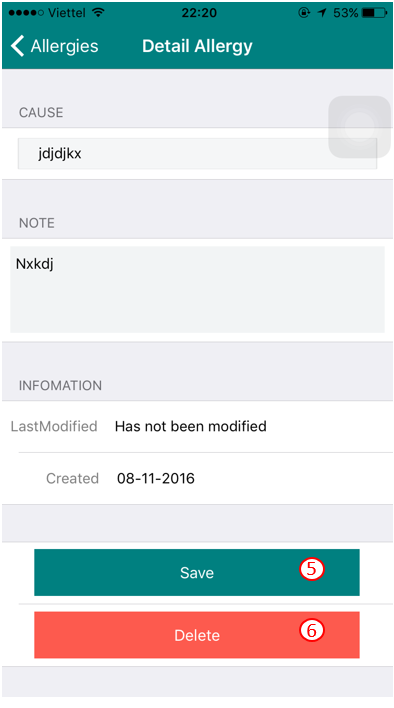 Viettel 22:20 53%
Allergies Detail Allergy
CAUSE
jdjdjkx
NOTE
Nxkdj
INFOMATION
LastModified Has not been modified
Created 08-11-2016
Save 5
Delete 6